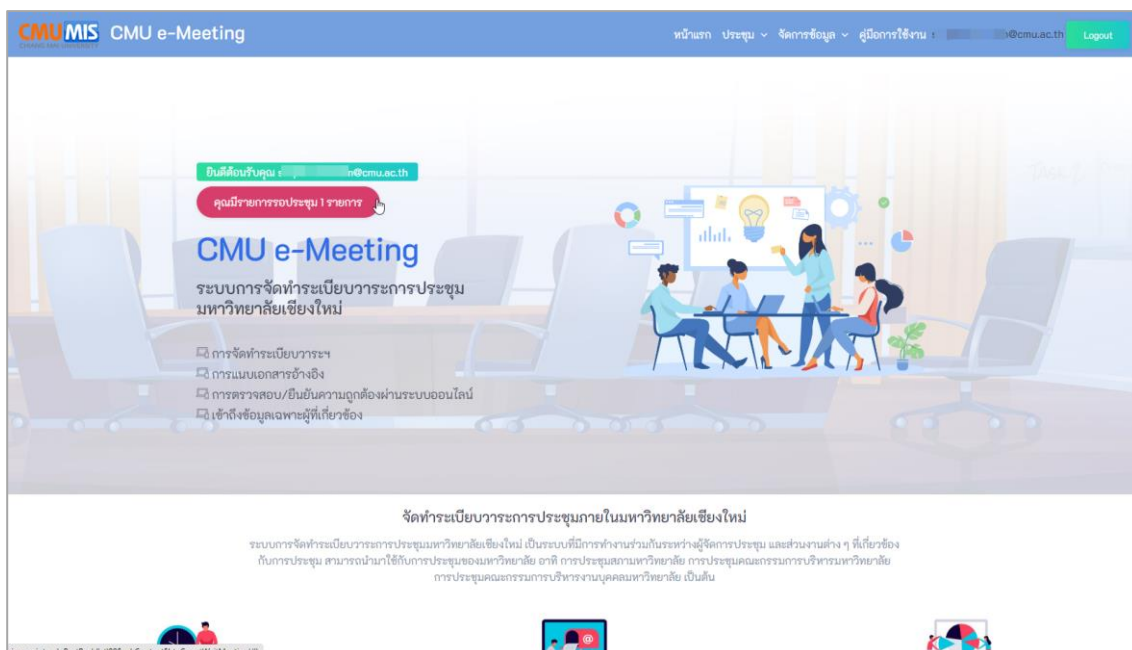 CMU MIS CMU e-Meeting หน้าแรก ประชุม จัดการข้อมูล คู่มือการใช้งาน @cmu.ac.th Logout
CHIANG MAI UNIVERSITY
ยินดีต้อนรับคุณ n@cmu.ac.th
คุณมีรายการรอประชุม 1 รายการ
CMU e-Meeting
ระบบการจัดทำระเบียบวาระการประชุม
มหาวิทยาลัยเชียงใหม่
การจัดทำระเบียบวาระฯ
การแนบเอกสารอ้างอิง
การตรวจสอบ/ยืนยันความถูกต้องผ่านระบบออนไลน์
เข้าถึงข้อมูลเฉพาะผู้ที่เกี่ยวข้อง
จัดทำระเบียบวาระการประชุมภายในมหาวิทยาลัยเชียงใหม่
ระบบการจัดทำระเบียบวาระการประชุมมหาวิทยาลัยเชียงใหม่ เป็นระบบที่มีการทำงานร่วมกันระหว่างผู้จัดการประชุม และส่วนงานต่าง ๆ ที่เกี่ยวข้อง
กับการประชุม สามารถนำมาใช้กับการประชุมของมหาวิทยาลัย อาทิ การประชุมสภามหาวิทยาลัย การประชุมคณะกรรมการบริหารมหาวิทยาลัย
การประชุมคณะกรรมการบริหารงานบุคคลมหาวิทยาลัย เป็นต้น